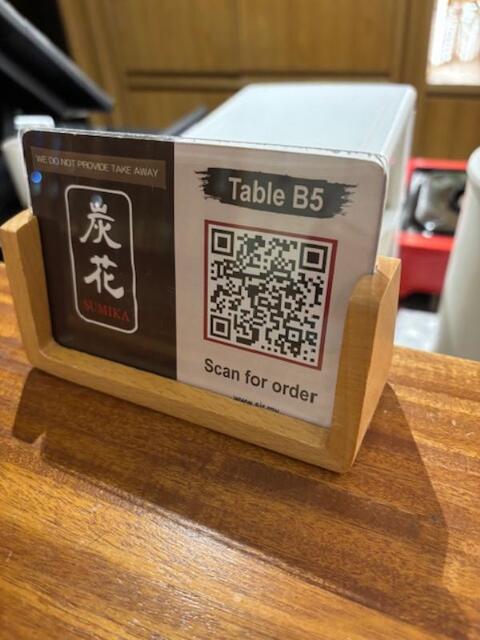 WE DO NOT PROVIDE TAKE AWAY
炭花
SUMIKA
Table B5
Scan for order